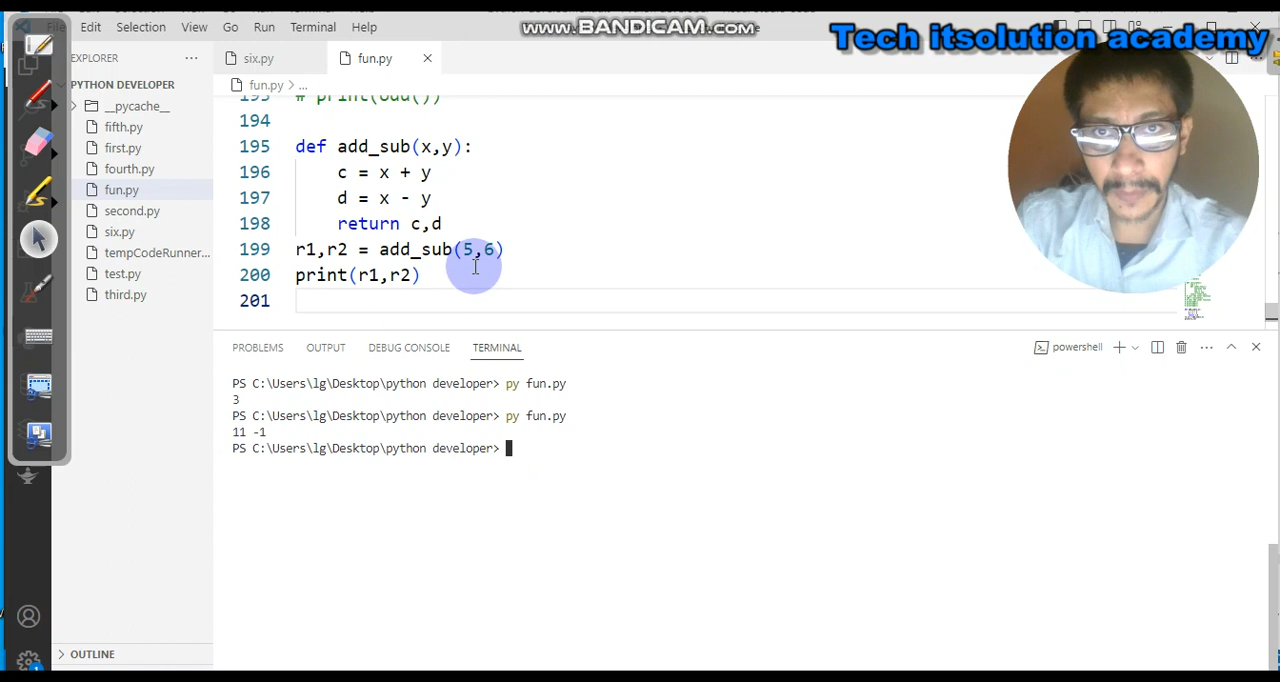 File Edit Selection View Go Run Terminal Help
WWW.BANDICAM.COM
Tech itsolution academy
EXPLORER
PYTHON DEVELOPER
__pycache__
fifth.py
first.py
fourth.py
fun.py
second.py
six.py
tempCodeRunner...
test.py
third.py
OUTLINE
six.py fun.py
fun.py > ...
193 # print(odd())
194
195 def add_sub(x,y):
196 c = x + y
197 d = x - y
198 return c,d
199 r1,r2 = add_sub(5,6)
200 print(r1,r2)
201
PROBLEMS OUTPUT DEBUG CONSOLE TERMINAL
powershell
PS C:\Users\lg\Desktop\python developer> py fun.py
3
PS C:\Users\lg\Desktop\python developer> py fun.py
11 -1
PS C:\Users\lg\Desktop\python developer>